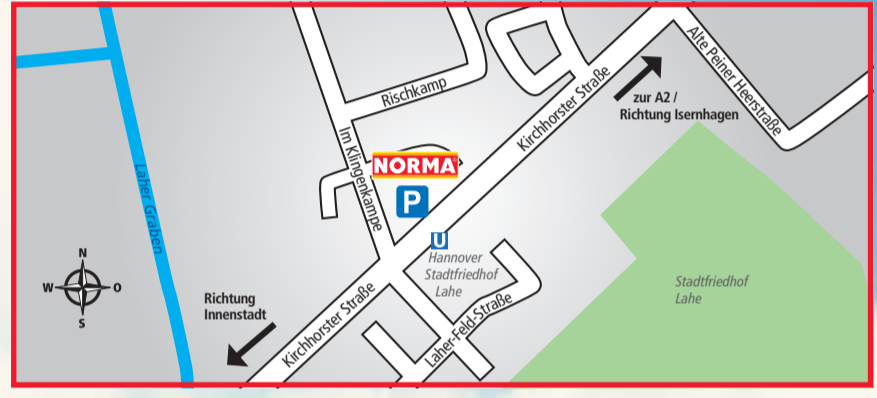 Alte Peiner Heerstraße
Rischkamp
Kirchhorster Straße
zur A2 /
Richtung Isernhagen
Im Klingenkampe
NORMA
P
Laher Graben
U
Hannover
Stadtfriedhof
Lahe
N
W O
S
Stadtfriedhof
Lahe
Richtung
Innenstadt
Kirchhorster Straße
Laher-Feld-Straße